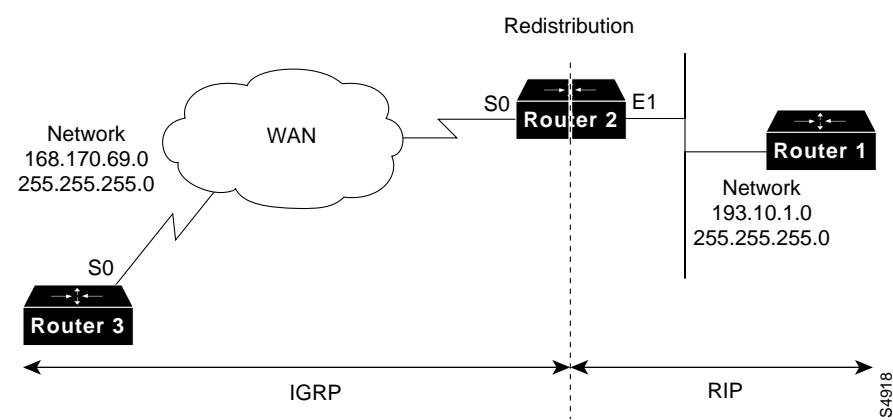 Redistribution
S0
Router 2
E1
Network
168.170.69.0
255.255.255.0
WAN
Router 1
Network
193.10.1.0
255.255.255.0
S0
Router 3
IGRP
RIP
S4918